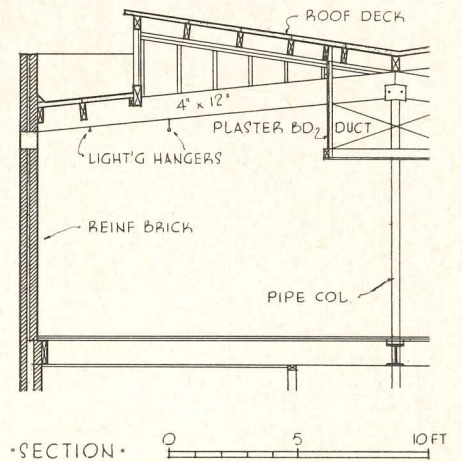 ROOF DECK
4" x 12"
PLASTER BD.
DUCT
LIGHT'G HANGERS
REINF BRICK
PIPE COL.
•SECTION•
0 5 10 FT